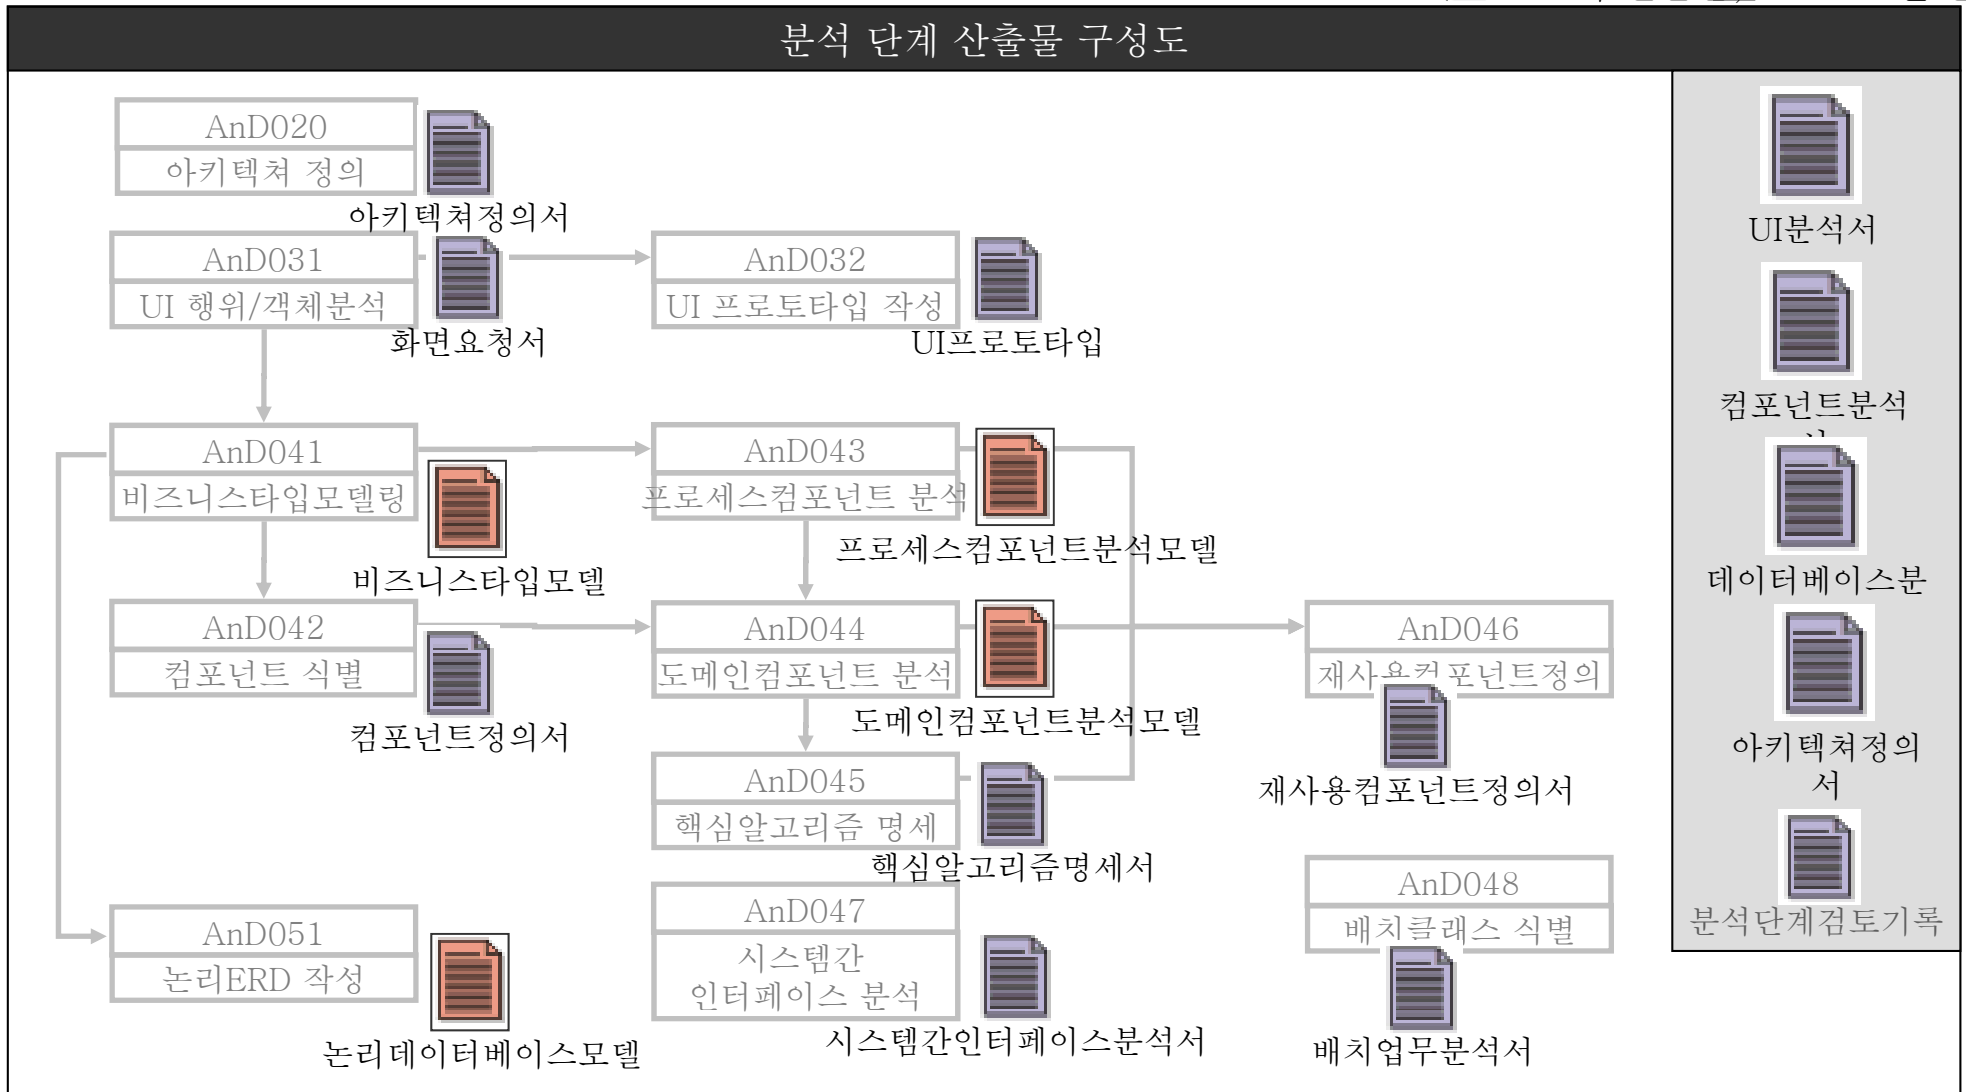 분석 단계 산출물 구성도
AnD020
아키텍쳐 정의
아키텍쳐정의서
AnD031
UI 행위/객체분석
화면요청서
AnD032
UI 프로토타입 작성
UI프로토타입
AnD041
비즈니스타입모델링
비즈니스타입모델
AnD043
프로세스컴포넌트 분석
프로세스컴포넌트분석모델
AnD042
컴포넌트 식별
컴포넌트정의서
AnD044
도메인컴포넌트 분석
도메인컴포넌트분석모델
AnD046
재사용컴포넌트정의
재사용컴포넌트정의서
AnD045
핵심알고리즘 명세
핵심알고리즘명세서
AnD048
배치클래스 식별
배치업무분석서
AnD047
시스템간
인터페이스 분석
시스템간인터페이스분석서
AnD051
논리ERD 작성
논리데이터베이스모델
UI분석서
컴포넌트분석
데이터베이스분
아키텍쳐정의
서
분석단계검토기록